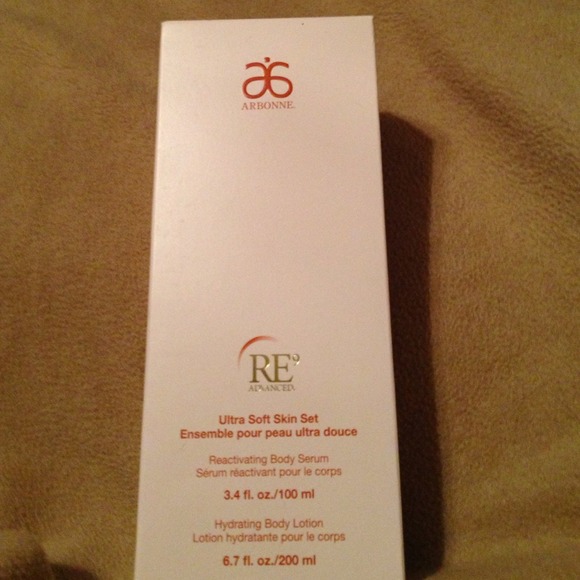 ARBONNE.
RE⁹
ADVANCED
Ultra Soft Skin Set
Ensemble pour peau ultra douce
Reactivating Body Serum
Sérum réactivant pour le corps
3.4 fl. oz./100 ml
Hydrating Body Lotion
Lotion hydratante pour le corps
6.7 fl. oz./200 ml